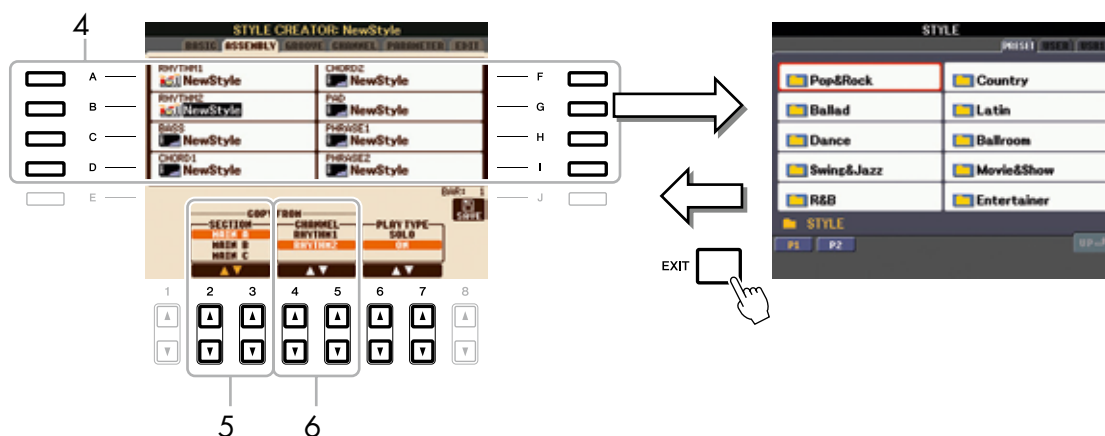 4
STYLE CREATOR: NewStyle
BASIC ASSEMBLY GROOVE CHANNEL PARAMETER EDIT
A RHYTHM1 NewStyle CHORD2 NewStyle F
B RHYTHM2 NewStyle PAD NewStyle G
C BASS NewStyle PHRASE1 NewStyle H
D CHORD1 NewStyle PHRASE2 NewStyle I
E J
BAR: 1
SAVE
COPY FROM
SECTION CHANNEL PLAY TYPE
MAIN A RHYTHM1 SOLO
MAIN B RHYTHM2 ON
MAIN C
1 2 3 4 5 6 7 8
5 6
STYLE
PRESET USER
Pop&Rock Country
Ballad Latin
Dance Ballroom
Swing&Jazz Movie&Show
R&B Entertainer
STYLE
P1 P2 UP
EXIT